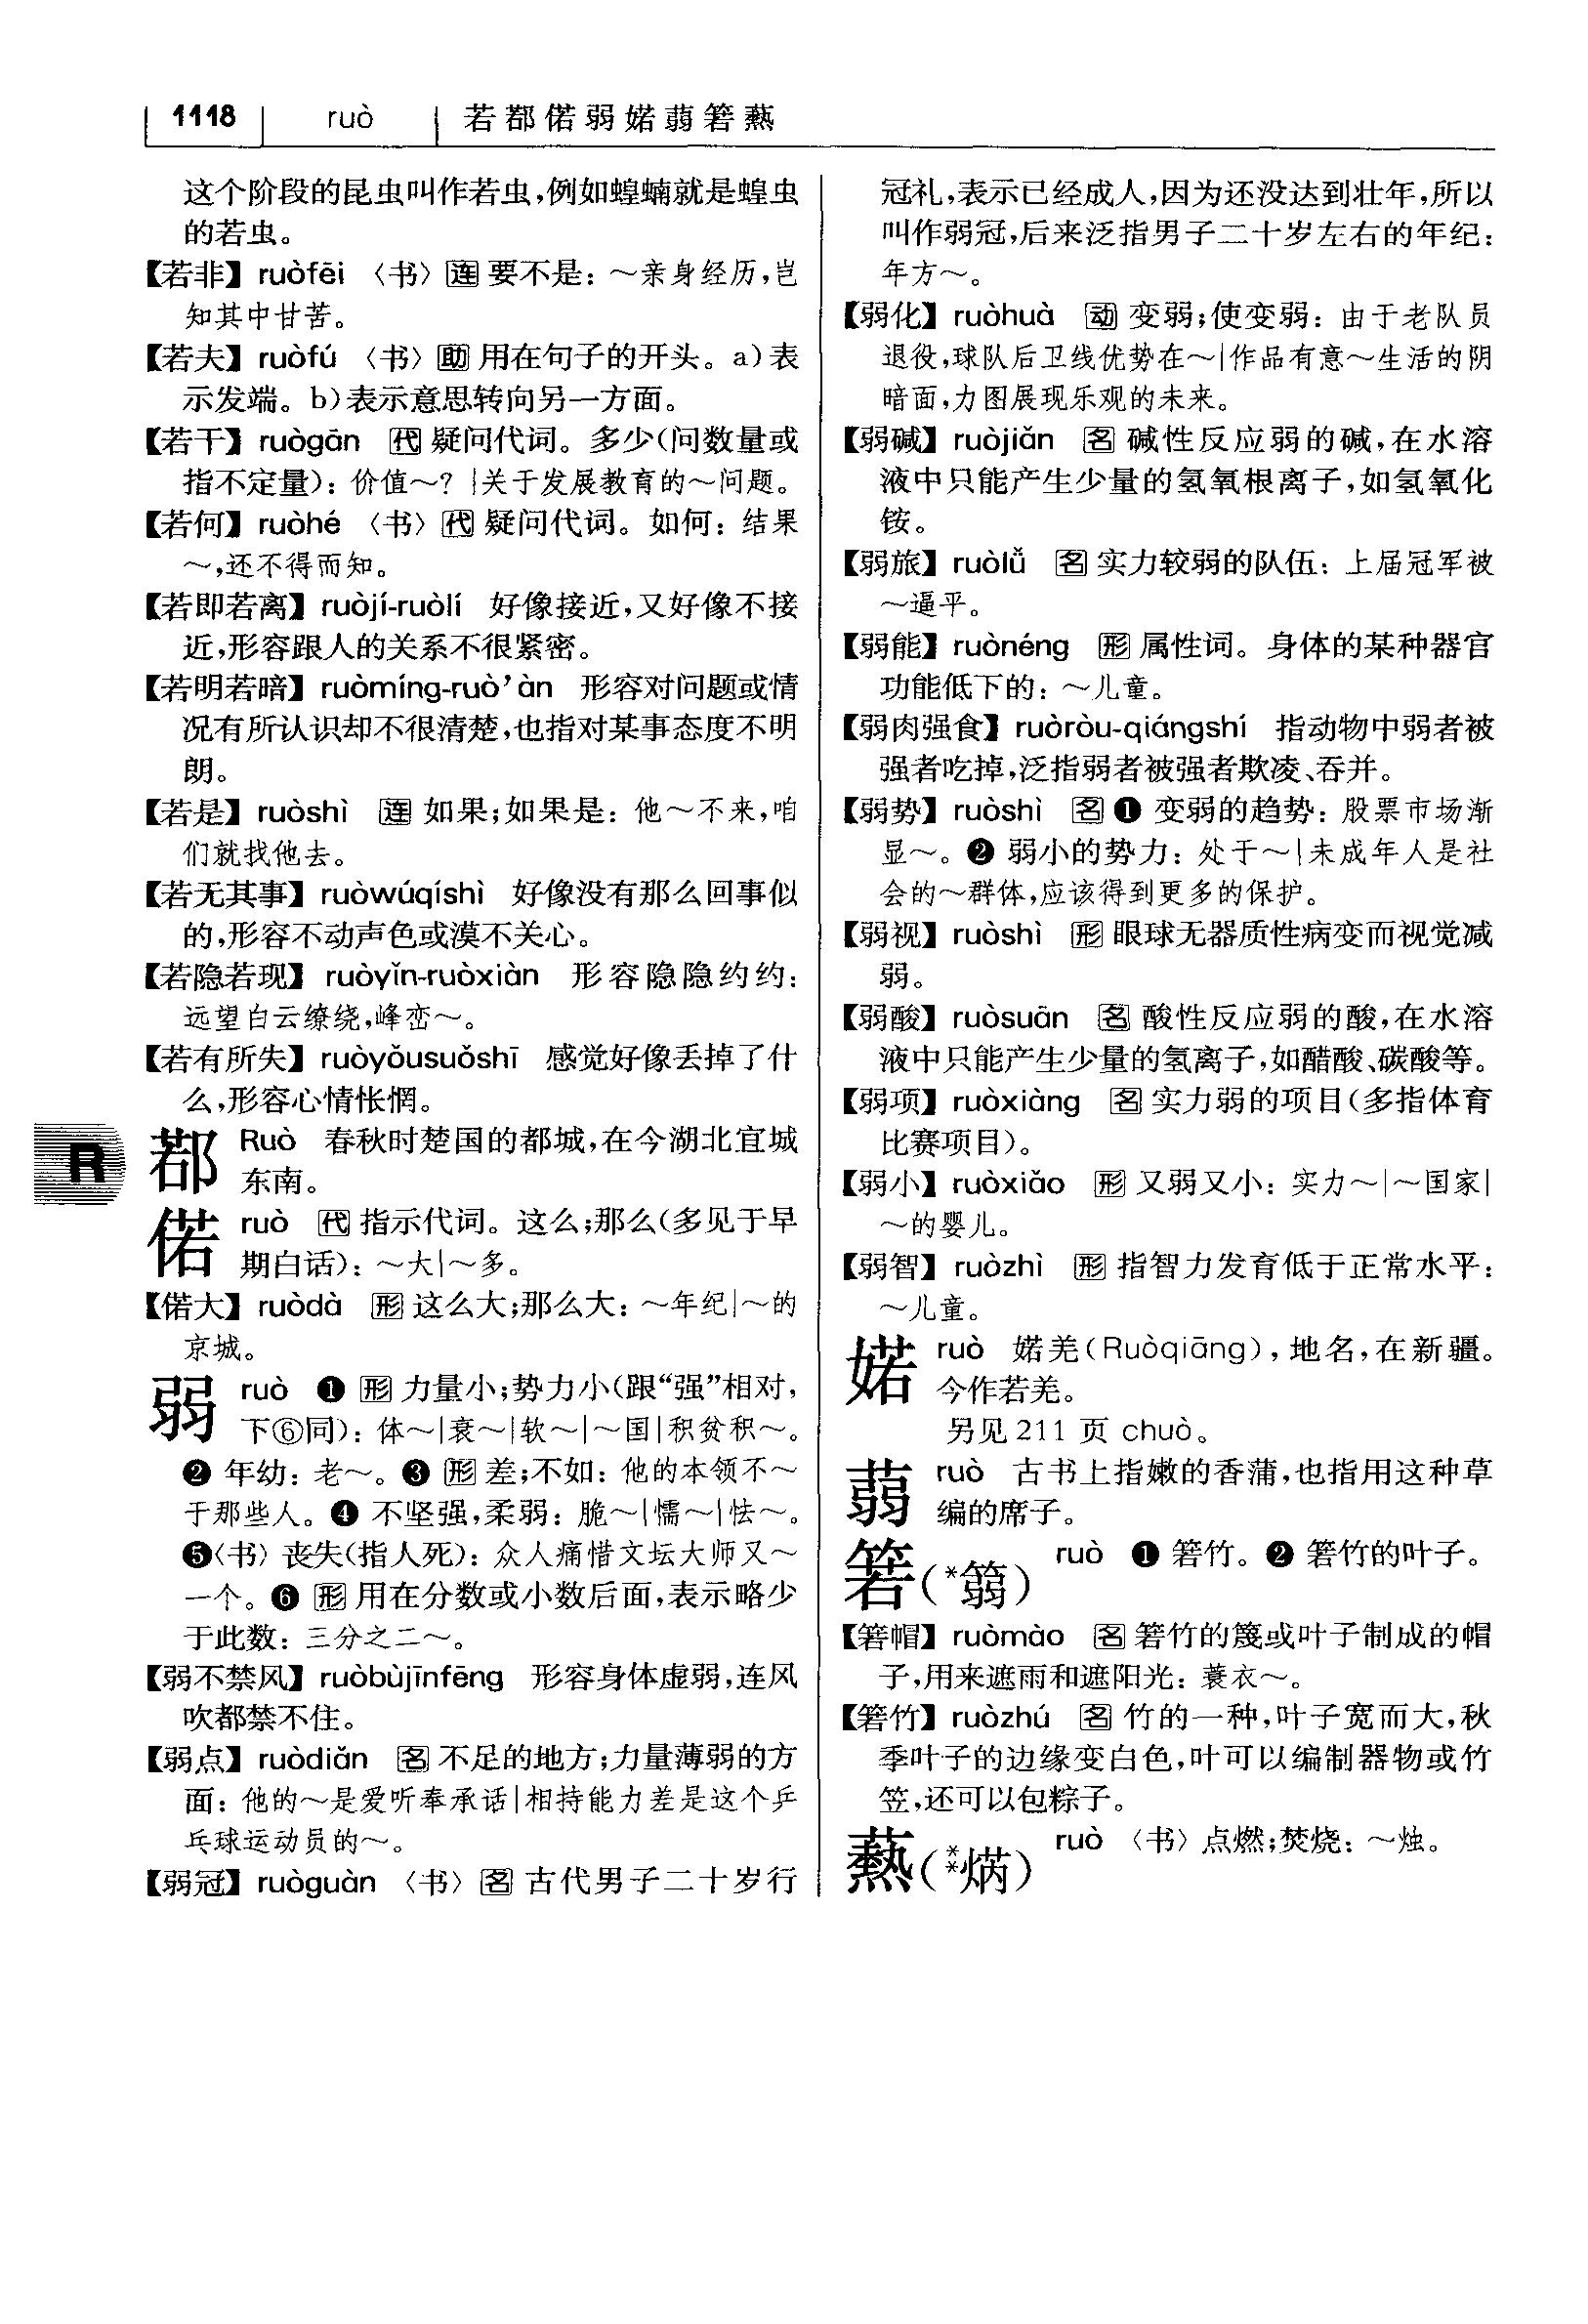 1118 ruò 若鄀偌弱婼蒻箬爇
这个阶段的昆虫叫作若虫,例如蝗蝻就是蝗虫
的若虫。
【若非】 ruòfēi 〈书〉 连 要不是: ～亲身经历,岂
知其中甘苦。
【若夫】 ruòfú 〈书〉 助 用在句子的开头。a)表
示发端。b)表示意思转向另一方面。
【若干】 ruògān 代 疑问代词。多少(问数量或
指不定量): 价值～? |关于发展教育的～问题。
【若何】 ruòhé 〈书〉 代 疑问代词。如何: 结果
～,还不得而知。
【若即若离】 ruòjí-ruòlí 好像接近,又好像不接
近,形容跟人的关系不很紧密。
【若明若暗】 ruòmíng-ruò'àn 形容对问题或情
况有所认识却不很清楚,也指对某事态度不明
朗。
【若是】 ruòshì 连 如果;如果是: 他～不来,咱
们就找他去。
【若无其事】 ruòwúqíshì 好像没有那么回事似
的,形容不动声色或漠不关心。
【若隐若现】 ruòyǐn-ruòxiàn 形容隐隐约约:
远望白云缭绕,峰峦～。
【若有所失】 ruòyǒusuǒshī 感觉好像丢掉了什
么,形容心情怅惘。
R
鄀 Ruò 春秋时楚国的都城,在今湖北宜城
东南。
偌 ruò 代 指示代词。这么;那么(多见于早
期白话): ～大|～多。
【偌大】 ruòdà 形 这么大;那么大: ～年纪|～的
京城。
弱 ruò ❶ 形 力量小;势力小(跟“强”相对,
下⑥同): 体～|衰～|软～|～国|积贫积～。
❷ 年幼: 老～。❸ 形 差;不如: 他的本领不～
于那些人。❹ 不坚强,柔弱: 脆～|懦～|怯～。
❺〈书〉丧失(指人死): 众人痛惜文坛大师又～
一个。❻ 形 用在分数或小数后面,表示略少
于此数: 三分之二～。
【弱不禁风】 ruòbùjīnfēng 形容身体虚弱,连风
吹都禁不住。
【弱点】 ruòdiǎn 名 不足的地方;力量薄弱的方
面: 他的～是爱听奉承话|相持能力差是这个乒
乓球运动员的～。
【弱冠】 ruòguàn 〈书〉 名 古代男子二十岁行
冠礼,表示已经成人,因为还没达到壮年,所以
叫作弱冠,后来泛指男子二十岁左右的年纪:
年方～。
【弱化】 ruòhuà 动 变弱;使变弱: 由于老队员
退役,球队后卫线优势在～|作品有意～生活的阴
暗面,力图展现乐观的未来。
【弱碱】 ruòjiǎn 名 碱性反应弱的碱,在水溶
液中只能产生少量的氢氧根离子,如氢氧化
铵。
【弱旅】 ruòlǚ 名 实力较弱的队伍: 上届冠军被
～逼平。
【弱能】 ruònéng 形 属性词。身体的某种器官
功能低下的: ～儿童。
【弱肉强食】 ruòròu-qiángshí 指动物中弱者被
强者吃掉,泛指弱者被强者欺凌、吞并。
【弱势】 ruòshì 名 ❶ 变弱的趋势: 股票市场渐
显～。❷ 弱小的势力: 处于～|未成年人是社
会的～群体,应该得到更多的保护。
【弱视】 ruòshì 形 眼球无器质性病变而视觉减
弱。
【弱酸】 ruòsuān 名 酸性反应弱的酸,在水溶
液中只能产生少量的氢离子,如醋酸、碳酸等。
【弱项】 ruòxiàng 名 实力弱的项目(多指体育
比赛项目)。
【弱小】 ruòxiǎo 形 又弱又小: 实力～|～国家|
～的婴儿。
【弱智】 ruòzhì 形 指智力发育低于正常水平:
～儿童。
婼 ruò 婼羌(Ruòqiāng),地名,在新疆。
今作若羌。
另见 211 页 chuò。
蒻 ruò 古书上指嫩的香蒲,也指用这种草
编的席子。
箬(*篛) ruò ❶ 箬竹。❷ 箬竹的叶子。
【箬帽】 ruòmào 名 箬竹的篾或叶子制成的帽
子,用来遮雨和遮阳光: 蓑衣～。
【箬竹】 ruòzhú 名 竹的一种,叶子宽而大,秋
季叶子的边缘变白色,叶可以编制器物或竹
笠,还可以包粽子。
爇(⁑焫) ruò 〈书〉点燃;焚烧: ～烛。